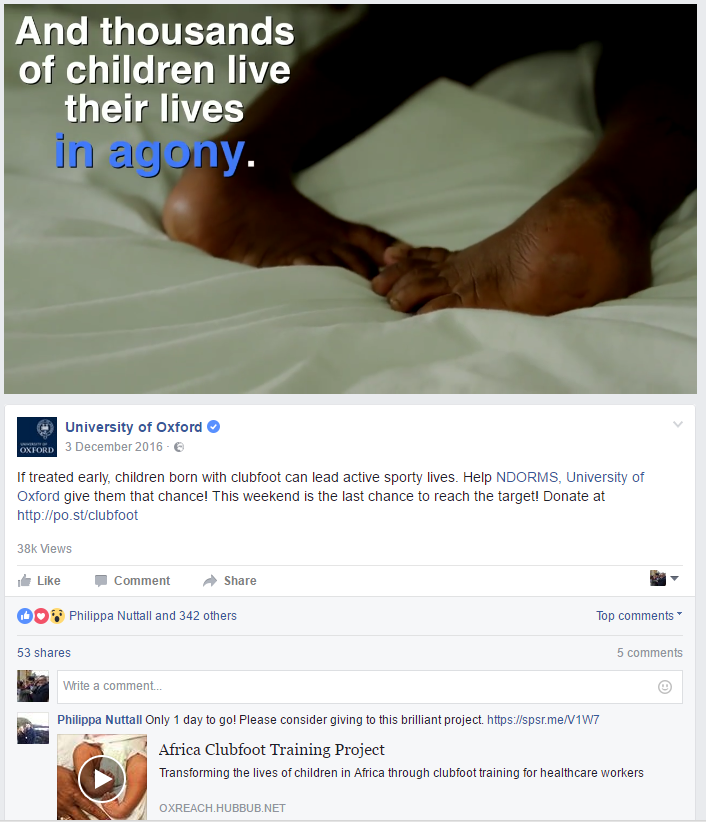 And thousands
of children live
their lives
in agony.
UNIVERSITY OF
OXFORD
University of Oxford
3 December 2016 ·
If treated early, children born with clubfoot can lead active sporty lives. Help NDORMS, University of
Oxford give them that chance! This weekend is the last chance to reach the target! Donate at
http://po.st/clubfoot
38k Views
Like Comment Share
Philippa Nuttall and 342 others Top comments
53 shares 5 comments
Write a comment...
Philippa Nuttall Only 1 day to go! Please consider giving to this brilliant project. https://spsr.me/V1W7
Africa Clubfoot Training Project
Transforming the lives of children in Africa through clubfoot training for healthcare workers
OXREACH.HUBBUB.NET